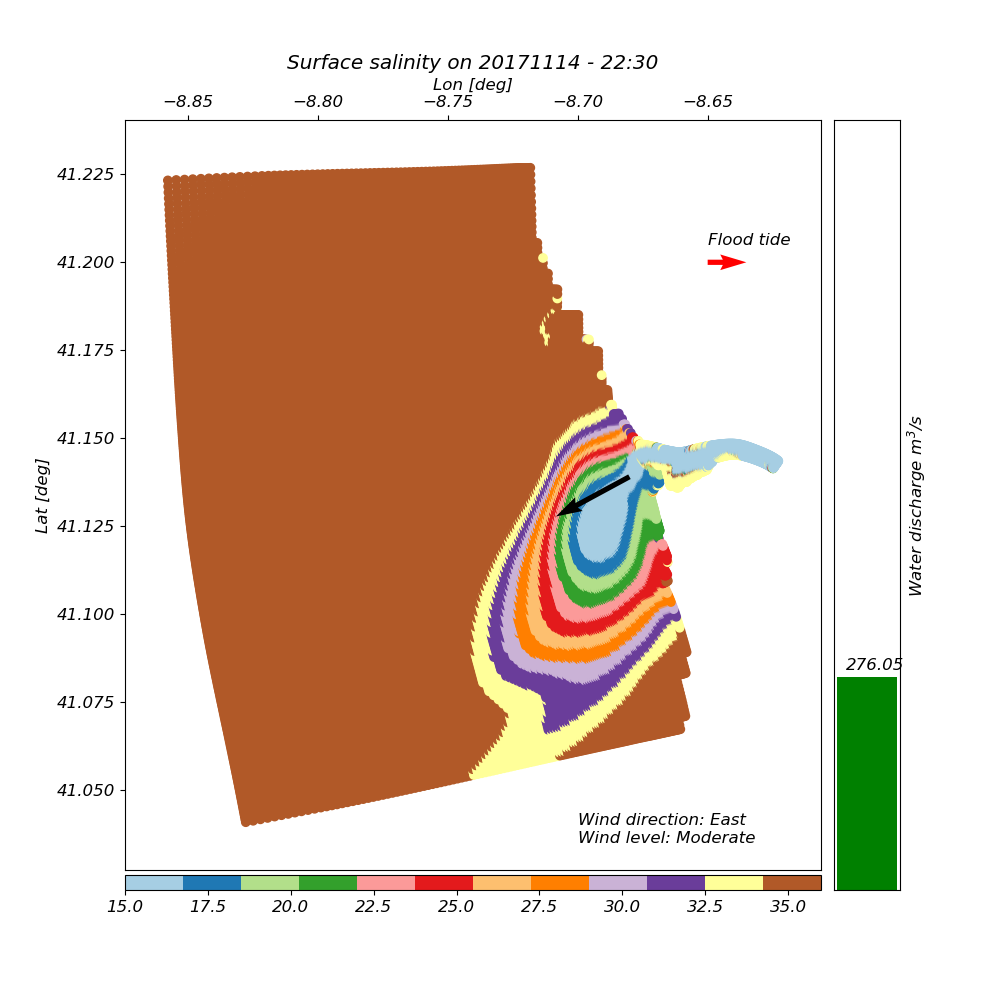 Surface salinity on 20171114 - 22:30
Lon [deg]
−8.85 −8.80 −8.75 −8.70 −8.65
41.225
41.200
41.175
41.150
41.125
41.100
41.075
41.050
Lat [deg]
Flood tide
Wind direction: East
Wind level: Moderate
15.0 17.5 20.0 22.5 25.0 27.5 30.0 32.5 35.0
276.05
Water discharge m³/s